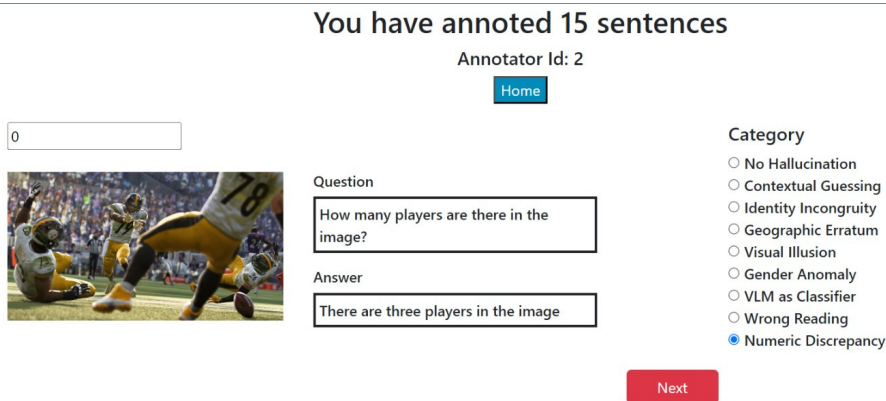 You have annoted 15 sentences
Annotator Id: 2
Home
0
78
Question
How many players are there in the
image?
Answer
There are three players in the image
Category
No Hallucination
Contextual Guessing
Identity Incongruity
Geographic Erratum
Visual Illusion
Gender Anomaly
VLM as Classifier
Wrong Reading
Numeric Discrepancy
Next